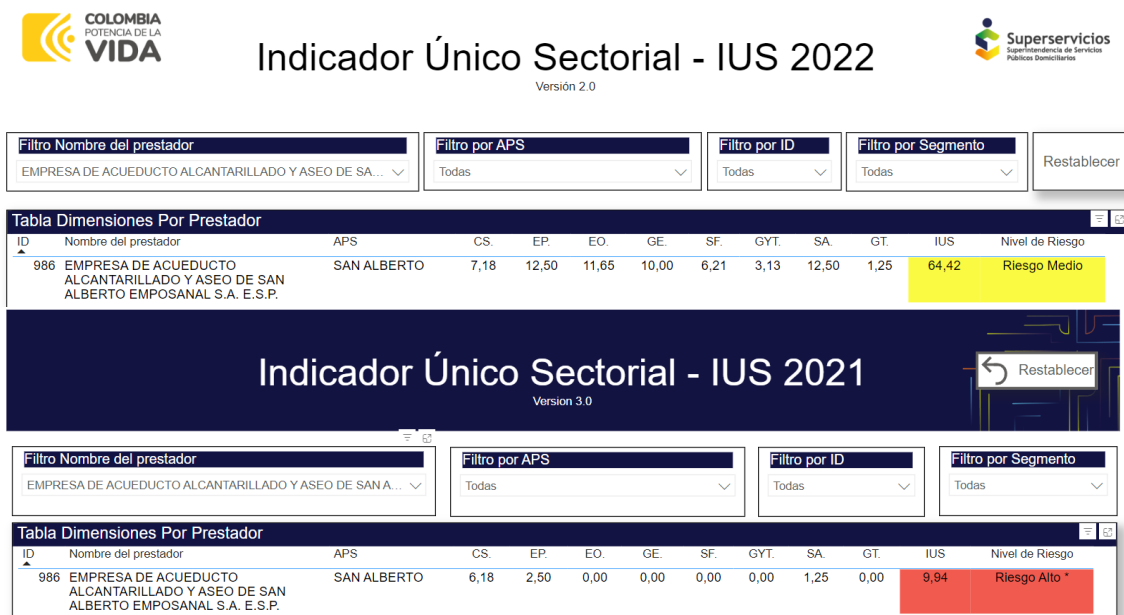 COLOMBIA
POTENCIA DE LA
VIDA
Indicador Único Sectorial - IUS 2022
Versión 2.0
Superservicios
Superintendencia de Servicios
Públicos Domiciliarios
Filtro Nombre del prestador
EMPRESA DE ACUEDUCTO ALCANTARILLADO Y ASEO DE SA...
Filtro por APS
Todas
Filtro por ID
Todas
Filtro por Segmento
Todas
Restablecer
Tabla Dimensiones Por Prestador
ID Nombre del prestador APS CS. EP. EO. GE. SF. GYT. SA. GT. IUS Nivel de Riesgo
986 EMPRESA DE ACUEDUCTO SAN ALBERTO 7,18 12,50 11,65 10,00 6,21 3,13 12,50 1,25 64,42 Riesgo Medio
ALCANTARILLADO Y ASEO DE SAN
ALBERTO EMPOSANAL S.A. E.S.P.
Indicador Único Sectorial - IUS 2021
Version 3.0
Restablecer
Filtro Nombre del prestador
EMPRESA DE ACUEDUCTO ALCANTARILLADO Y ASEO DE SAN A...
Filtro por APS
Todas
Filtro por ID
Todas
Filtro por Segmento
Todas
Tabla Dimensiones Por Prestador
ID Nombre del prestador APS CS. EP. EO. GE. SF. GYT. SA. GT. IUS Nivel de Riesgo
986 EMPRESA DE ACUEDUCTO SAN ALBERTO 6,18 2,50 0,00 0,00 0,00 0,00 1,25 0,00 9,94 Riesgo Alto *
ALCANTARILLADO Y ASEO DE SAN
ALBERTO EMPOSANAL S.A. E.S.P.